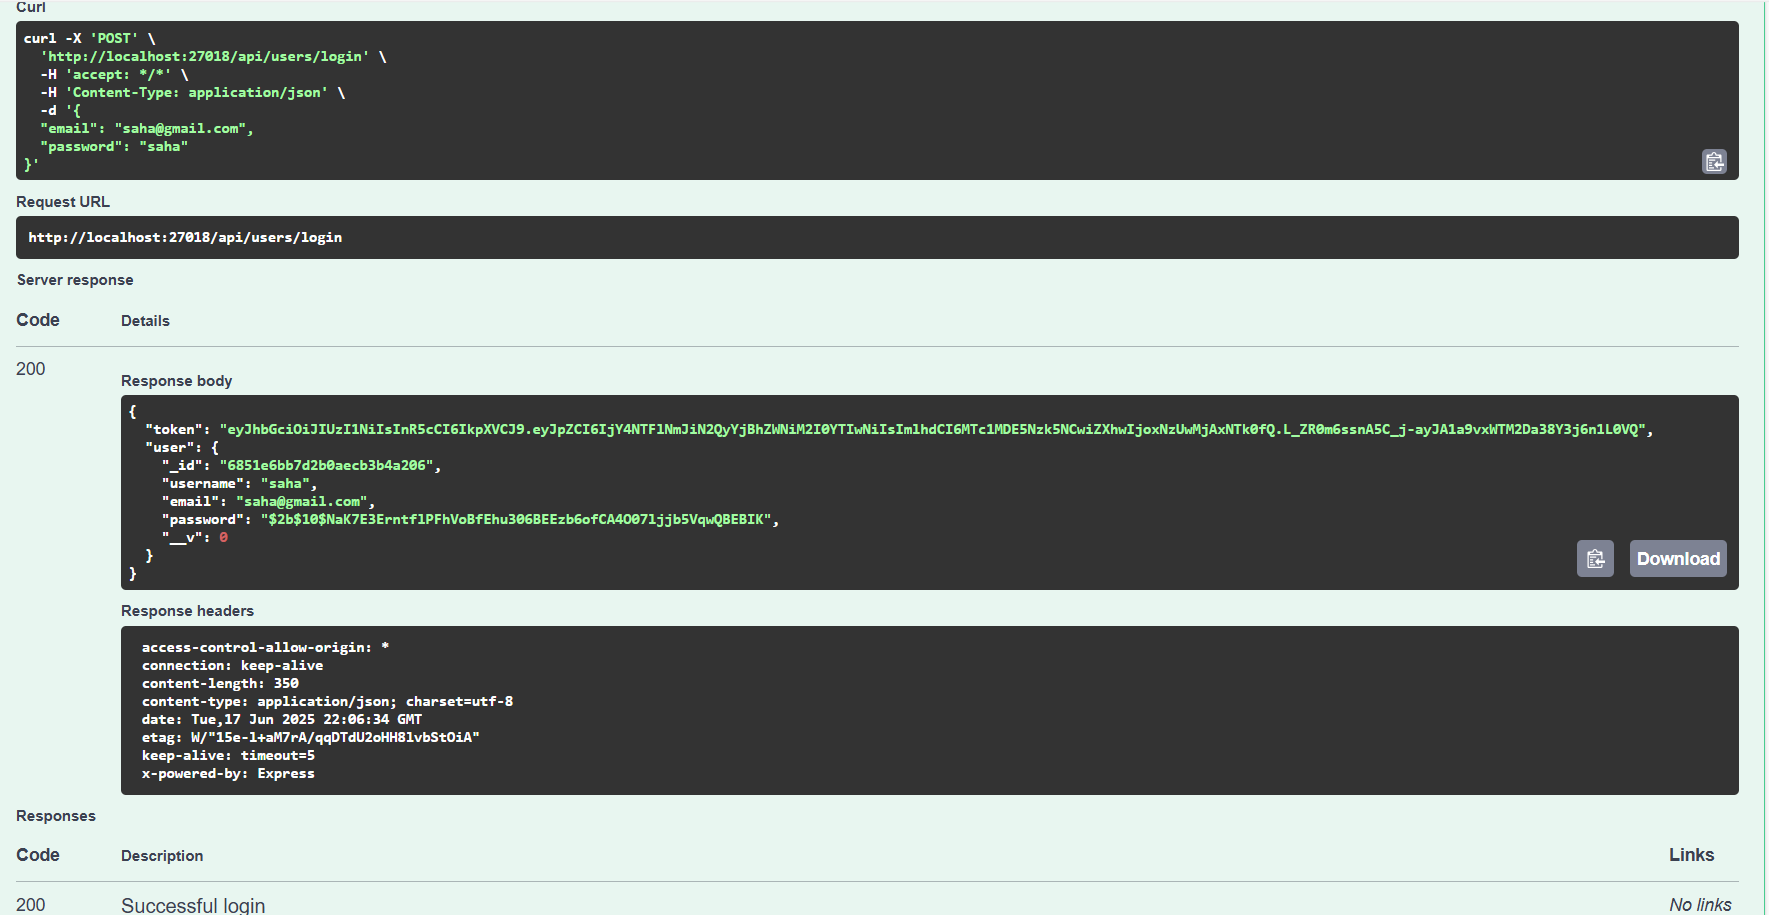 Curl
curl -X 'POST' \
'http://localhost:27018/api/users/login' \
-H 'accept: */*' \
-H 'Content-Type: application/json' \
-d '{
"email": "saha@gmail.com",
"password": "saha"
}'
Request URL
http://localhost:27018/api/users/login
Server response
Code Details
200
Response body
{
"token": "eyJhbGciOiJIUzI1NiIsInR5cCI6IkpXVCJ9.eyJpZCI6IjY4NTFlNmJiN2QyYjBhZWNiM2I0YTIwNiIsImlhdCI6MTc1MDE5Nzk5NCwiZXhwIjoxNzUwMjAxNTk0fQ.L_ZR0m6ssnA5C_j-ayJA1a9vxWTM2Da38Y3j6n1L0VQ",
"user": {
"_id": "6851e6bb7d2b0aecb3b4a206",
"username": "saha",
"email": "saha@gmail.com",
"password": "$2b$10$NaK7E3ErntflPFhVoBfEhu306BEEzb6ofCA4O07ljjb5VqwQBEBIK",
"__v": 0
}
}
Download
Response headers
access-control-allow-origin: *
connection: keep-alive
content-length: 350
content-type: application/json; charset=utf-8
date: Tue,17 Jun 2025 22:06:34 GMT
etag: W/"15e-l+aM7rA/qqDTdU2oHH8lvbStOiA"
keep-alive: timeout=5
x-powered-by: Express
Responses
Code Description Links
200 Successful login No links